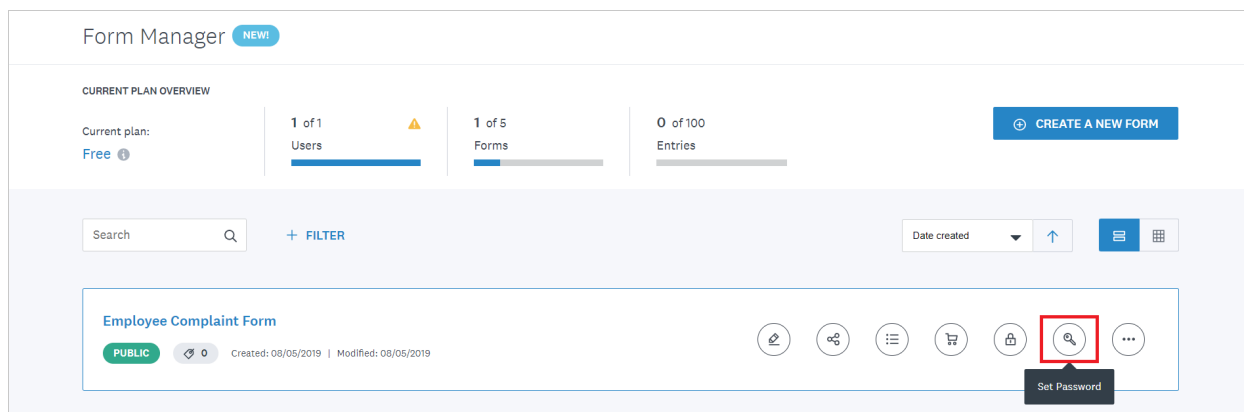 Form Manager NEW!
CURRENT PLAN OVERVIEW
Current plan:
Free
1 of 1
Users
1 of 5
Forms
0 of 100
Entries
CREATE A NEW FORM
Search
+ FILTER
Date created
Employee Complaint Form
PUBLIC 0 Created: 08/05/2019 | Modified: 08/05/2019
Set Password